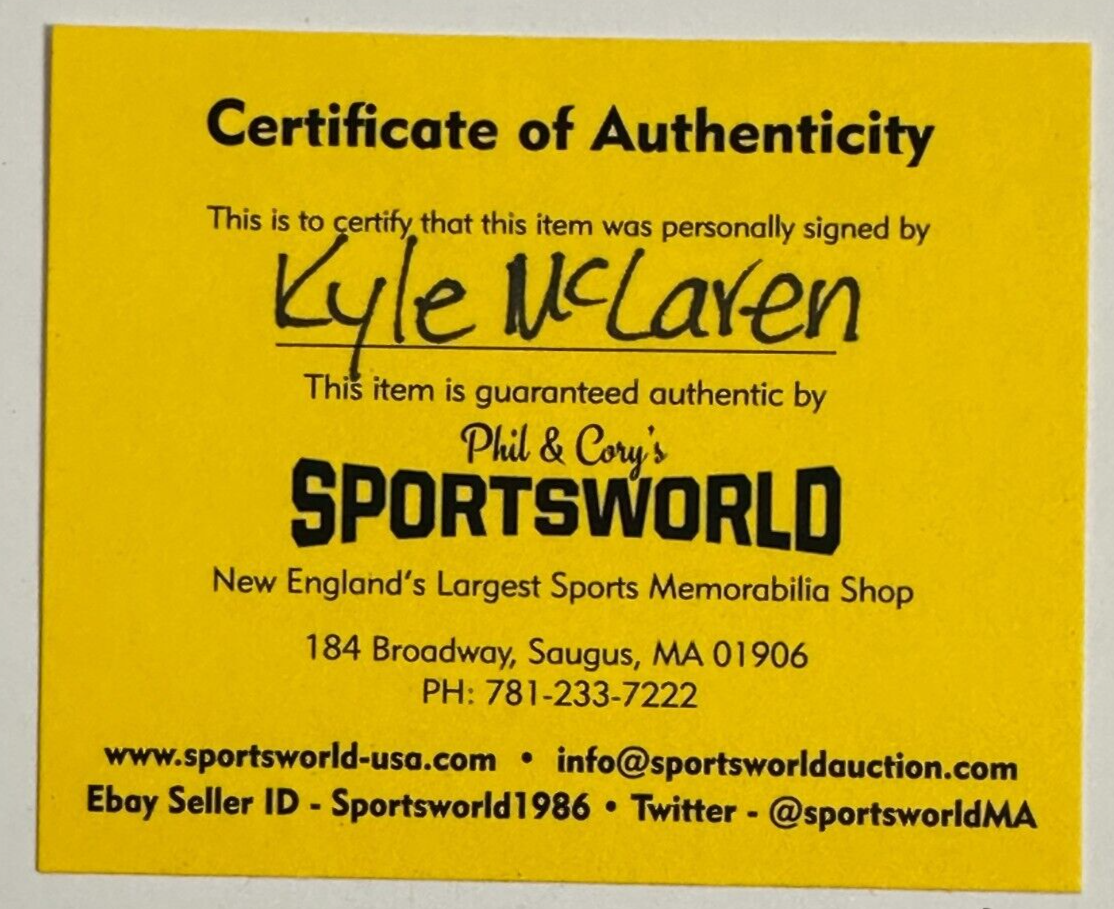 Certificate of Authenticity
This is to certify that this item was personally signed by
Kyle McLaren
This item is guaranteed authentic by
Phil & Cory's
SPORTSWORLD
New England's Largest Sports Memorabilia Shop
184 Broadway, Saugus, MA 01906
PH: 781-233-7222
www.sportsworld-usa.com • info@sportsworldauction.com
Ebay Seller ID - Sportsworld1986 • Twitter - @sportsworldMA